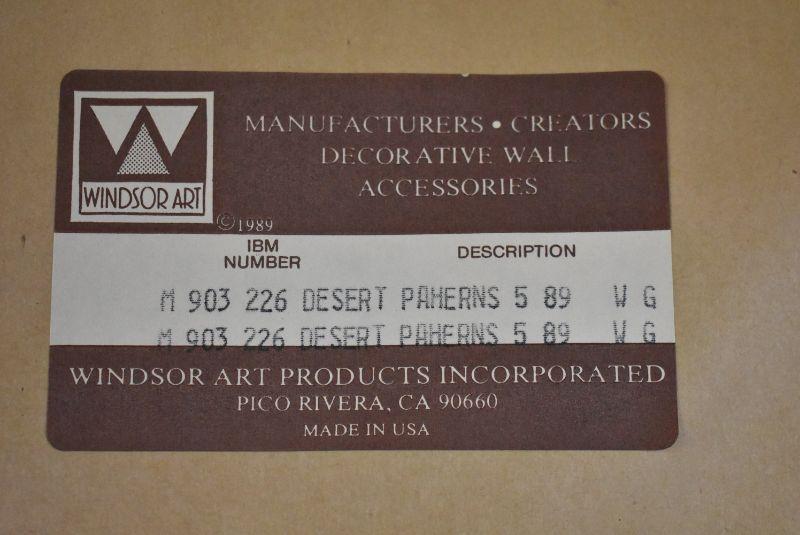 WINDSOR ART
MANUFACTURERS • CREATORS
DECORATIVE WALL
ACCESSORIES
©1989
IBM
NUMBER
DESCRIPTION
M 903 226 DESERT PAHERNS 5 89 W G
M 903 226 DESERT PAHERNS 5 89 W G
WINDSOR ART PRODUCTS INCORPORATED
PICO RIVERA, CA 90660
MADE IN USA